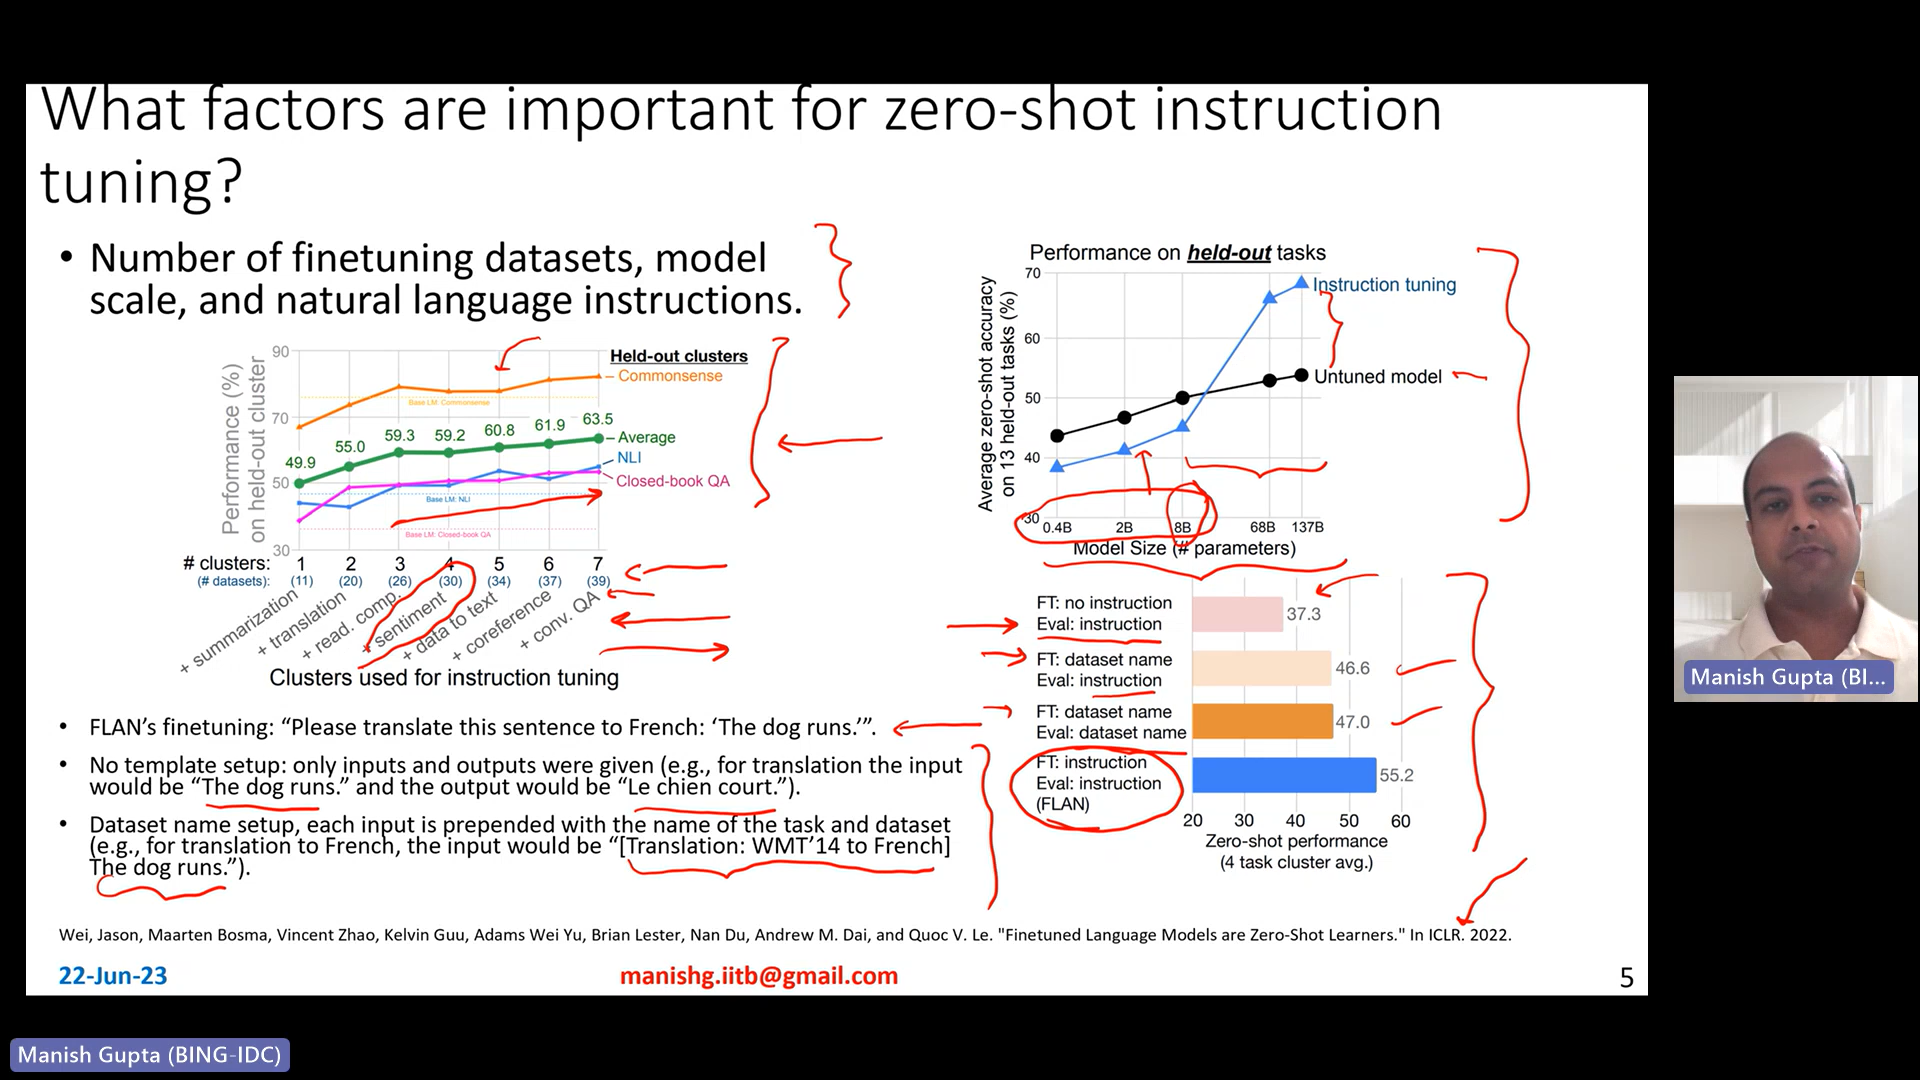 What factors are important for zero-shot instruction
tuning?
• Number of finetuning datasets, model
scale, and natural language instructions.
Performance (%)
on held-out cluster
90
70
50
30
Held-out clusters
Commonsense
Average
NLI
Closed-book QA
Base LM: Commonsense
Base LM: NLI
Base LM: Closed-book QA
49.9
55.0
59.3
59.2
60.8
61.9
63.5
# clusters: 1 2 3 4 5 6 7
(# datasets): (11) (20) (26) (30) (34) (37) (39)
+ summarization
+ translation
+ read. comp.
+ sentiment
+ data to text
+ coreference
+ conv. QA
Clusters used for instruction tuning
Performance on held-out tasks
Average zero-shot accuracy
on 13 held-out tasks (%)
70
60
50
40
30
Instruction tuning
Untuned model
0.4B 2B 8B 68B 137B
Model Size (# parameters)
FT: no instruction
Eval: instruction
37.3
FT: dataset name
Eval: instruction
46.6
FT: dataset name
Eval: dataset name
47.0
FT: instruction
Eval: instruction
(FLAN)
55.2
20 30 40 50 60
Zero-shot performance
(4 task cluster avg.)
• FLAN’s finetuning: “Please translate this sentence to French: ‘The dog runs.’”.
• No template setup: only inputs and outputs were given (e.g., for translation the input
would be “The dog runs.” and the output would be “Le chien court.”).
• Dataset name setup, each input is prepended with the name of the task and dataset
(e.g., for translation to French, the input would be “[Translation: WMT’14 to French]
The dog runs.”).
Wei, Jason, Maarten Bosma, Vincent Zhao, Kelvin Guu, Adams Wei Yu, Brian Lester, Nan Du, Andrew M. Dai, and Quoc V. Le. "Finetuned Language Models are Zero-Shot Learners." In ICLR. 2022.
22-Jun-23
manishg.iitb@gmail.com
5
Manish Gupta (BI...
Manish Gupta (BING-IDC)